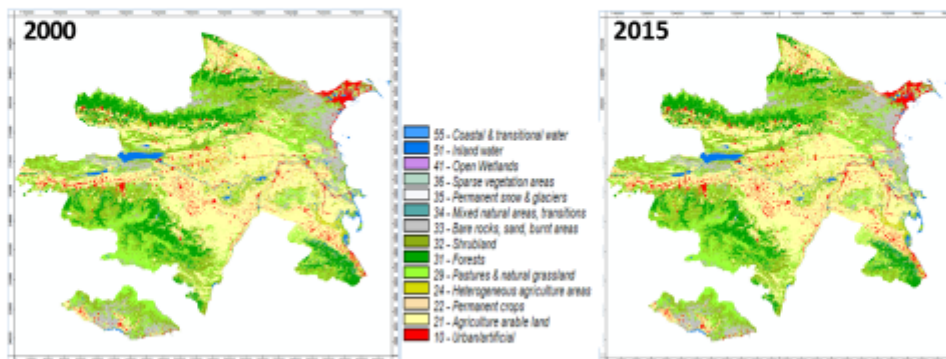 2000
2015
55 - Coastal & transitional water
51 - Inland water
41 - Open Wetlands
36 - Sparse vegetation areas
35 - Permanent snow & glaciers
34 - Mixed natural areas, transitions
33 - Bare rocks, sand, burnt areas
32 - Shrubland
31 - Forests
29 - Pastures & natural grassland
24 - Heterogeneous agriculture areas
22 - Permanent crops
21 - Agriculture arable land
10 - Urban/artificial